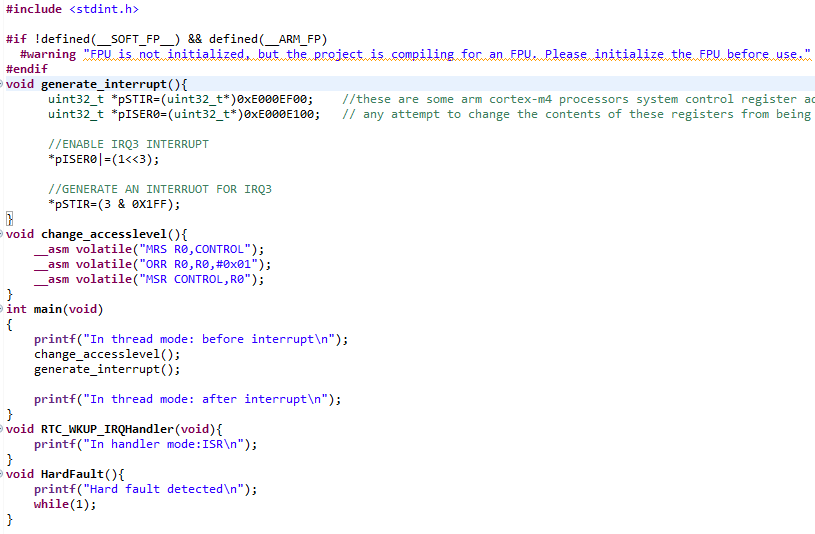 #include <stdint.h>
#if !defined(__SOFT_FP__) && defined(__ARM_FP)
#warning "FPU is not initialized, but the project is compiling for an FPU. Please initialize the FPU before use."
#endif
void generate_interrupt(){
uint32_t *pSTIR=(uint32_t*)0xE000EF00; //these are some arm cortex-m4 processors system control register
uint32_t *pISER0=(uint32_t*)0xE000E100; // any attempt to change the contents of these registers from being
//ENABLE IRQ3 INTERRUPT
*pISER0|=(1<<3);
//GENERATE AN INTERRUOT FOR IRQ3
*pSTIR=(3 & 0X1FF);
}
void change_accesslevel(){
__asm volatile("MRS R0,CONTROL");
__asm volatile("ORR R0,R0,#0x01");
__asm volatile("MSR CONTROL,R0");
}
int main(void)
{
printf("In thread mode: before interrupt\n");
change_accesslevel();
generate_interrupt();
printf("In thread mode: after interrupt\n");
}
void RTC_WKUP_IRQHandler(void){
printf("In handler mode:ISR\n");
}
void HardFault(){
printf("Hard fault detected\n");
while(1);
}